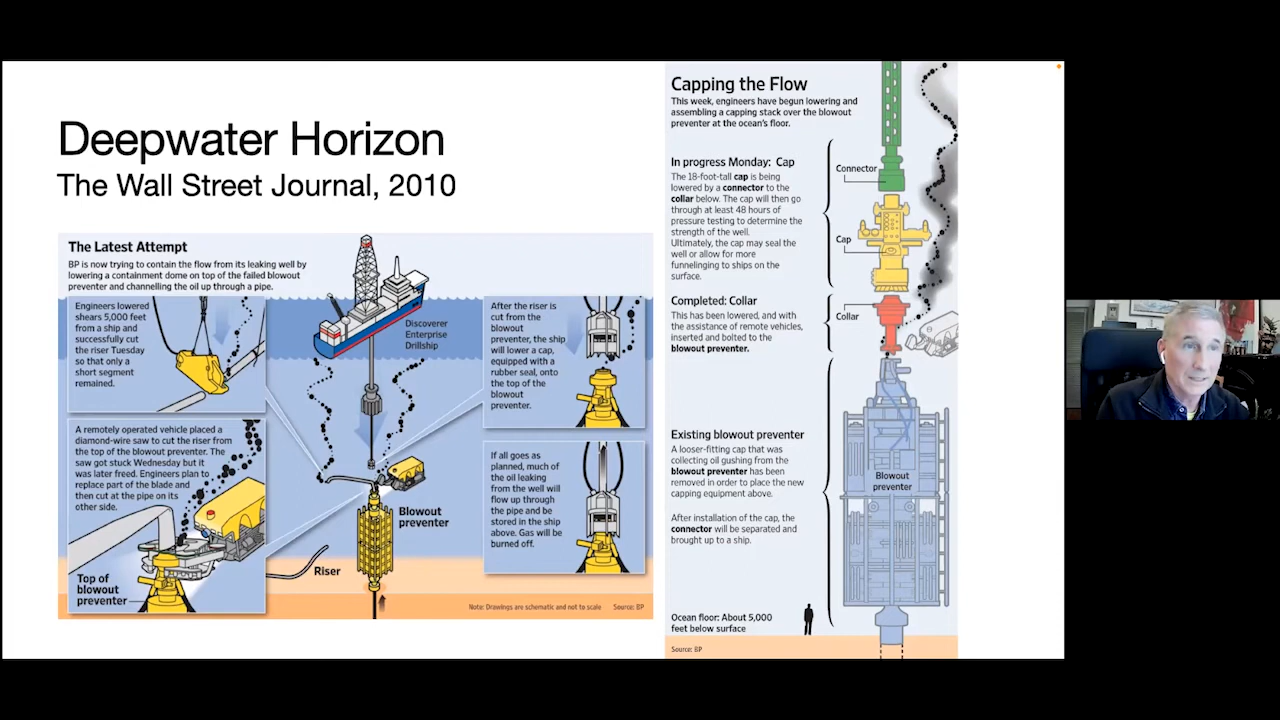 Deepwater Horizon
The Wall Street Journal, 2010
The Latest Attempt
BP is now trying to contain the flow from its leaking well by
lowering a containment dome on top of the failed blowout
preventer and channelling the oil up through a pipe.
Engineers lowered
shears 5,000 feet
from a ship and
successfully cut
the riser Tuesday
so that only a
short segment
remained.
A remotely operated vehicle placed a
diamond-wire saw to cut the riser from
the top of the blowout preventer. The
saw got stuck Wednesday but it
was later freed. Engineers plan to
replace part of the blade and
then cut at the pipe on its
other side.
Top of
blowout
preventer
Discoverer
Enterprise
Drillship
Blowout
preventer
Riser
After the riser is
cut from the
blowout
preventer, the ship
will lower a cap,
equipped with a
rubber seal, onto
the top of the
blowout
preventer.
If all goes as
planned, much of
the oil leaking
from the well will
flow up through
the pipe and be
stored in the ship
above. Gas will be
burned off.
Note: Drawings are schematic and not to scale Source: BP
Capping the Flow
This week, engineers have begun lowering and
assembling a capping stack over the blowout
preventer at the ocean's floor.
In progress Monday: Cap
The 18-foot-tall cap is being
lowered by a connector to the
collar below. The cap will then go
through at least 48 hours of
pressure testing to determine the
strength of the well.
Ultimately, the cap may seal the
well or allow for more
funnelinging to ships on the
surface.
Connector
Cap
Completed: Collar
This has been lowered, and with
the assistance of remote vehicles,
inserted and bolted to the
blowout preventer.
Collar
Existing blowout preventer
A looser-fitting cap that was
collecting oil gushing from the
blowout preventer has been
removed in order to place the new
capping equipment above.
After installation of the cap, the
connector will be separated and
brought up to a ship.
Blowout
preventer
Ocean floor: About 5,000
feet below surface
Source: BP